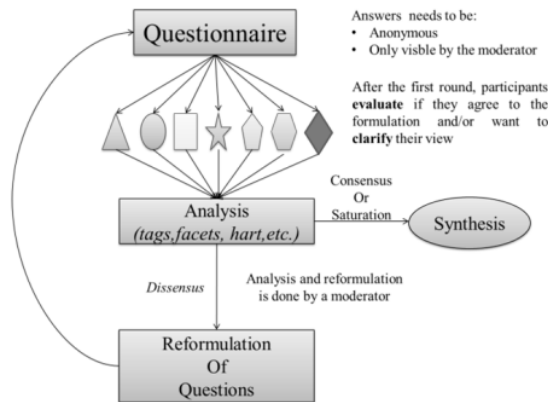 Questionnaire
Answers needs to be:
• Anonymous
• Only visble by the moderator
After the first round, participants
evaluate if they agree to the
formulation and/or want to
clarify their view
Consensus
Or
Saturation
Analysis
(tags,facets, hart,etc.)
Synthesis
Dissensus
Analysis and reformulation
is done by a moderator
Reformulation
Of
Questions